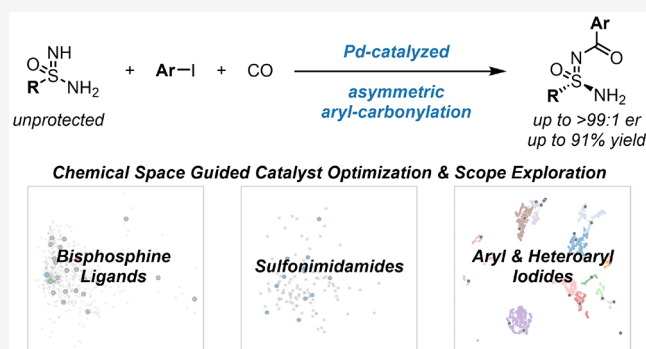 NH
O
S
R
NH₂
unprotected
+
Ar–I
+
CO
Pd-catalyzed
asymmetric
aryl-carbonylation
Ar
N
O
O
S
R
NH₂
up to >99:1 er
up to 91% yield
Chemical Space Guided Catalyst Optimization & Scope Exploration
Bisphosphine
Ligands
Sulfonimidamides
Aryl & Heteroaryl
Iodides